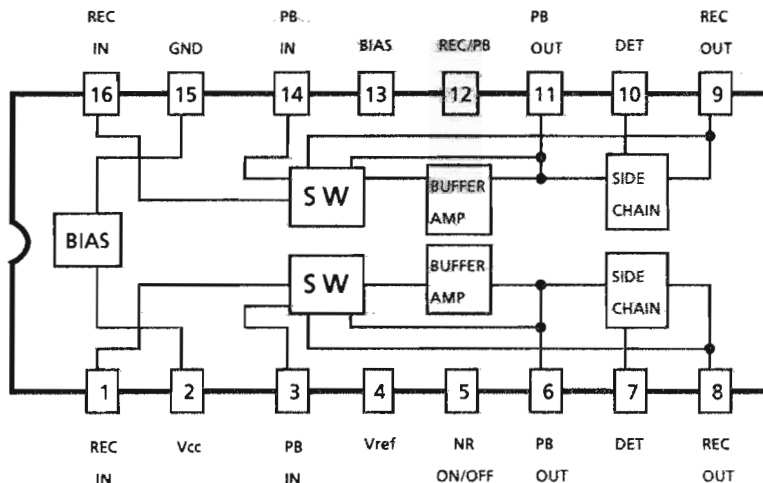 REC PB PB REC
IN GND IN BIAS REC/PB OUT DET OUT
16 15 14 13 12 11 10 9
SW BUFFER AMP SIDE CHAIN
BIAS
SW BUFFER AMP SIDE CHAIN
1 2 3 4 5 6 7 8
REC Vcc PB Vref NR PB DET REC
IN IN ON/OFF OUT OUT